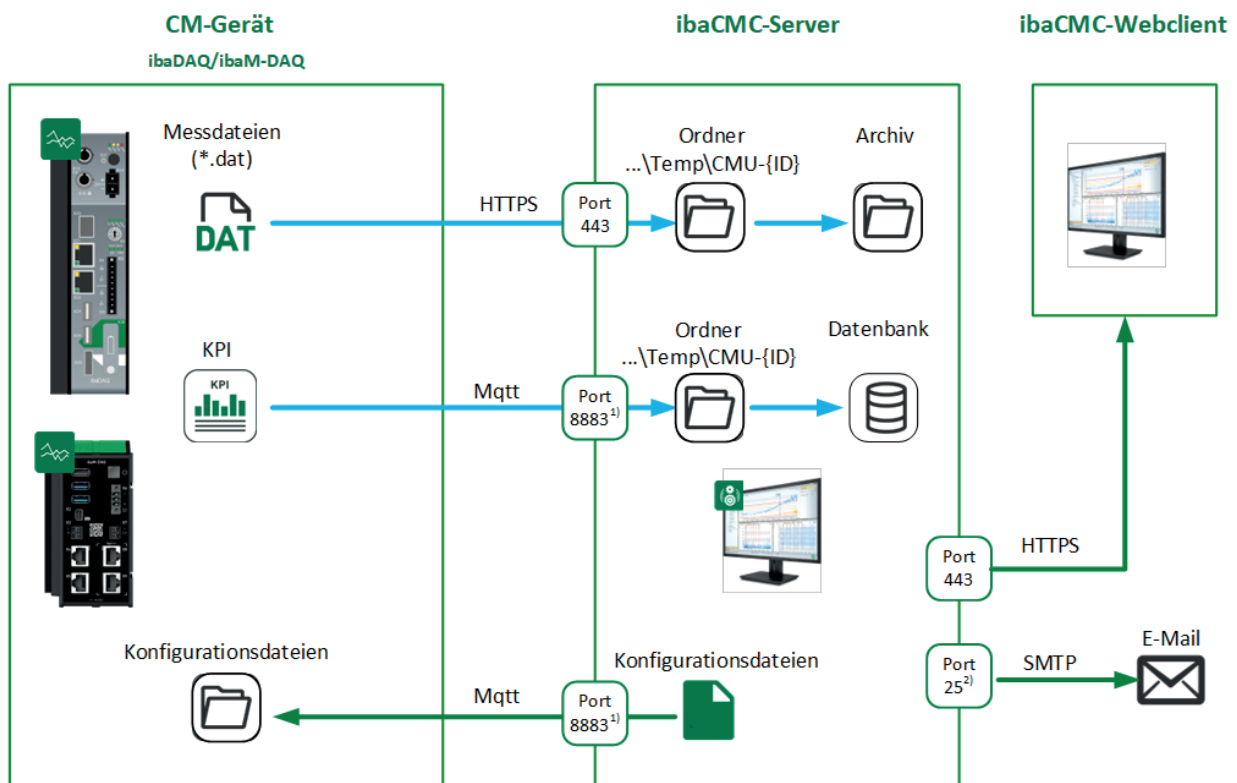 CM-Gerät
ibaDAQ/ibaM-DAQ
ibaCMC-Server
ibaCMC-Webclient
Messdateien
(*.dat)
DAT
HTTPS
Port
443
Ordner
...\Temp\CMU-{ID}
Archiv
KPI
KPI
Mqtt
Port
8883¹⁾
Ordner
...\Temp\CMU-{ID}
Datenbank
Port
443
HTTPS
Konfigurationsdateien
Mqtt
Port
8883¹⁾
Konfigurationsdateien
Port
25²⁾
SMTP
E-Mail